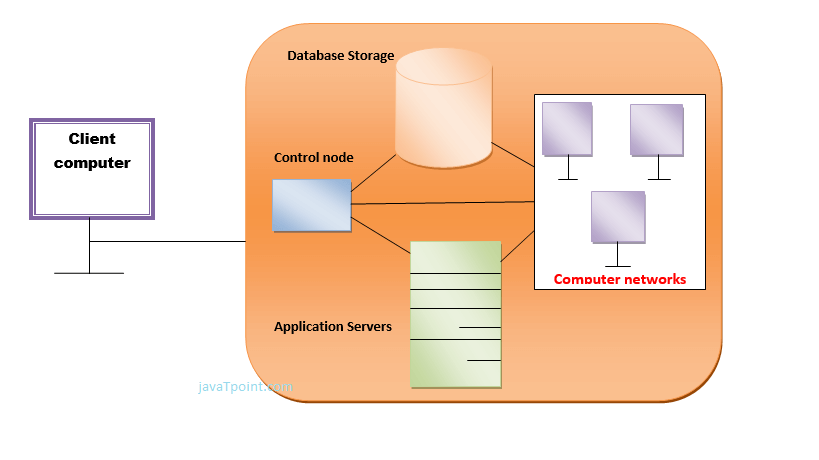 Database Storage
Client
computer
Control node
Computer networks
Application Servers
javaTpoint.com